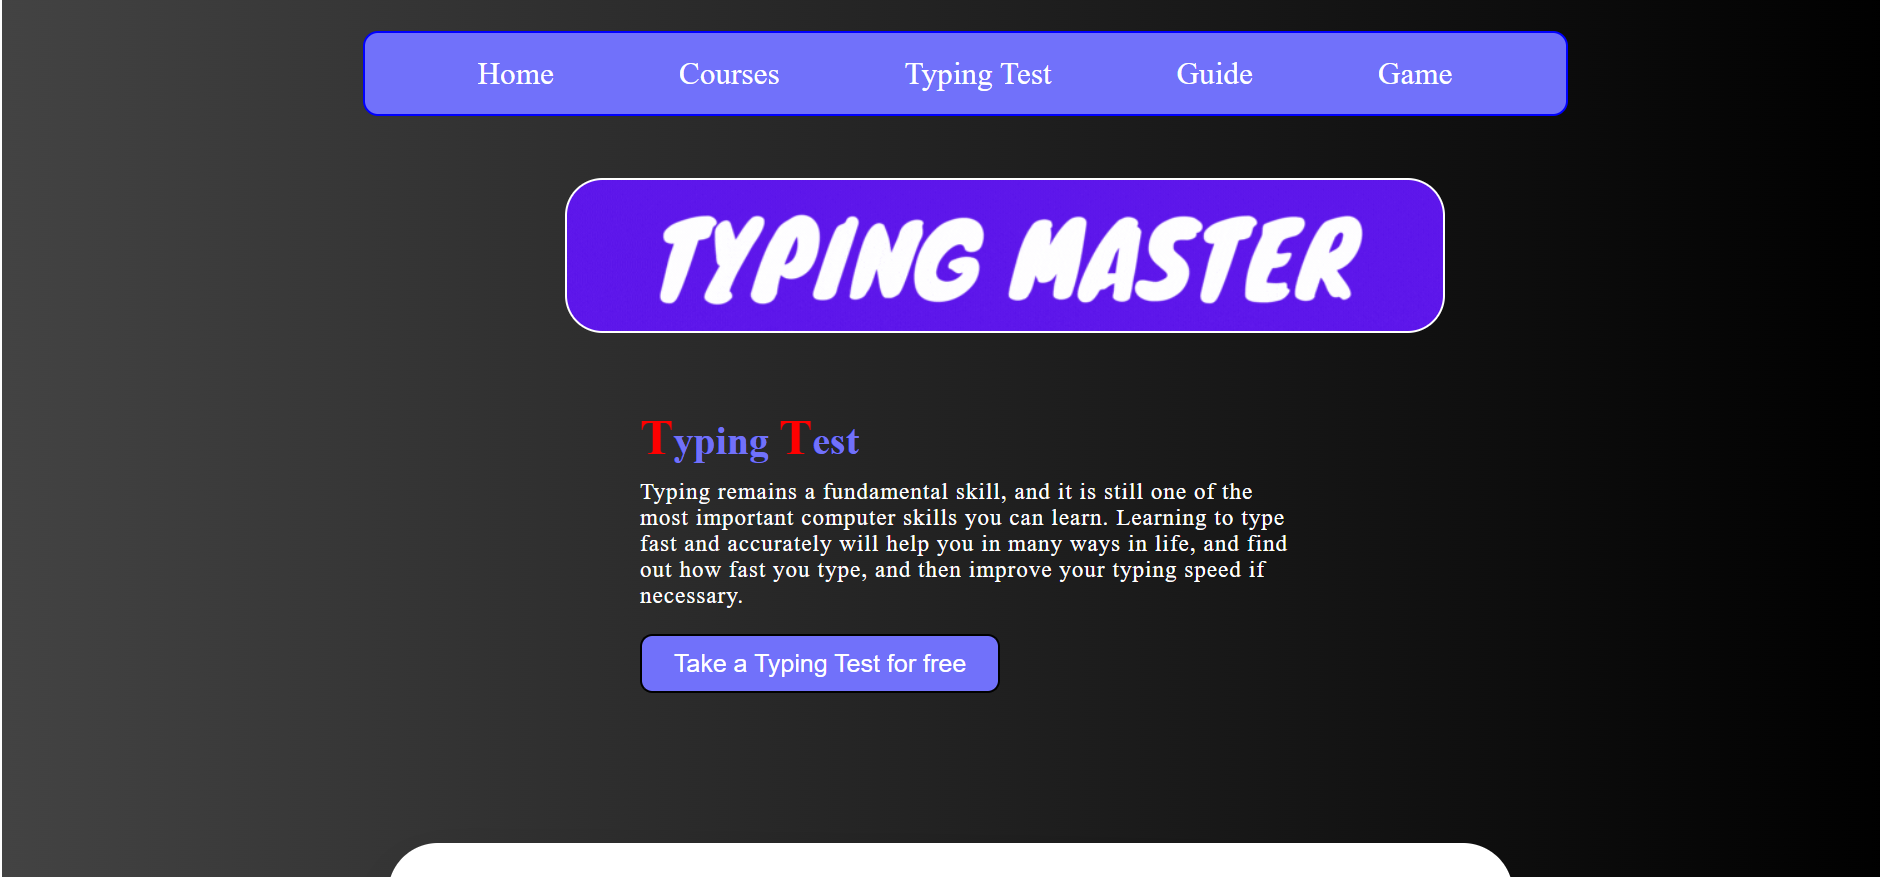 Home Courses Typing Test Guide Game
TYPING MASTER
Typing Test
Typing remains a fundamental skill, and it is still one of the
most important computer skills you can learn. Learning to type
fast and accurately will help you in many ways in life, and find
out how fast you type, and then improve your typing speed if
necessary.
Take a Typing Test for free